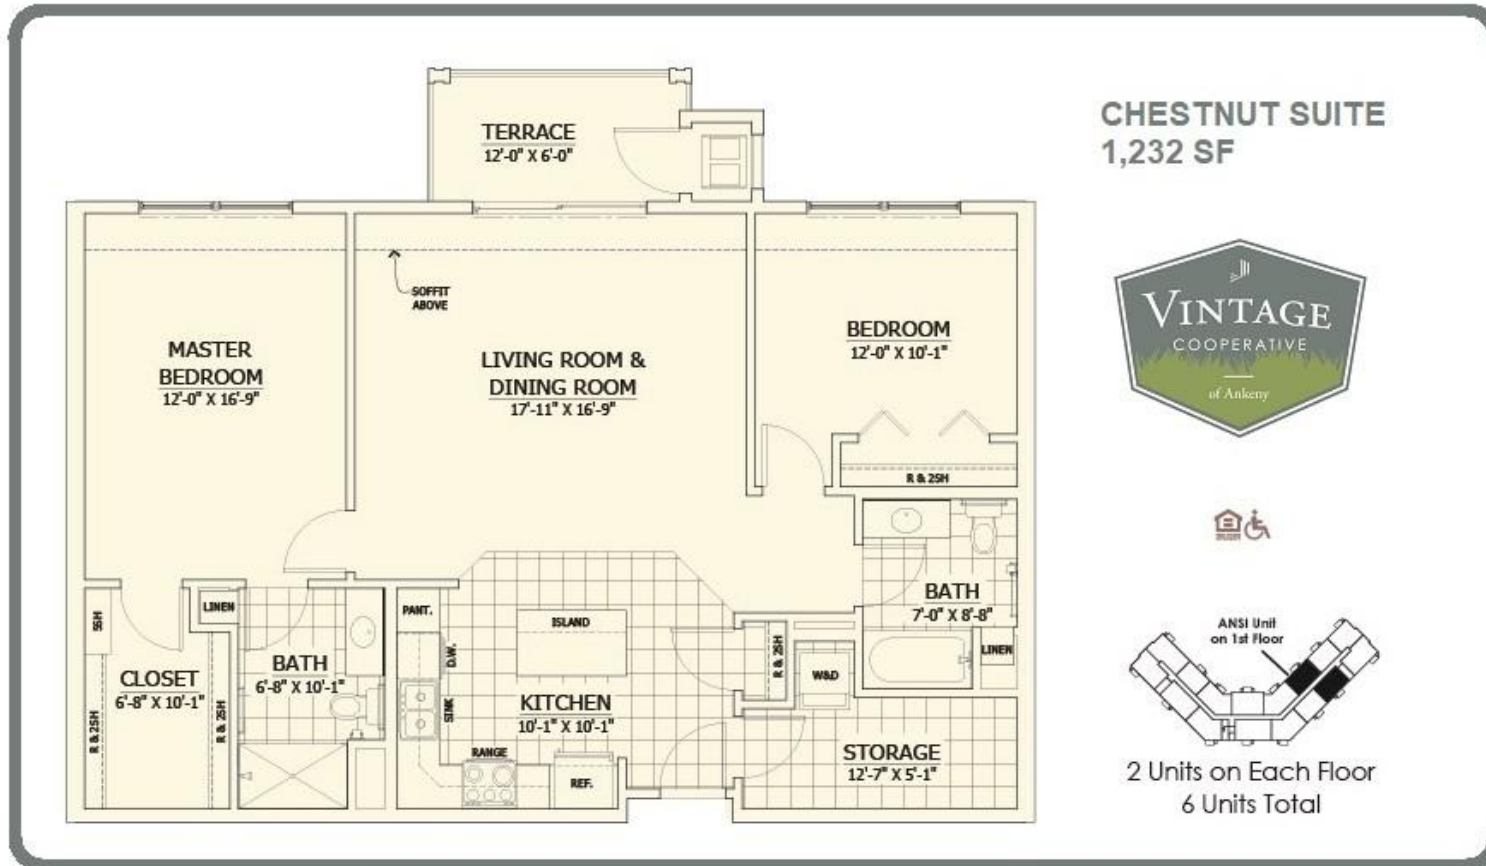 CHESTNUT SUITE
1,232 SF
TERRACE
12'-0" X 6'-0"
SOFFIT
ABOVE
MASTER
BEDROOM
12'-0" X 16'-9"
LIVING ROOM &
DINING ROOM
17'-11" X 16'-9"
BEDROOM
12'-0" X 10'-1"
R & 2SH
VINTAGE
COOPERATIVE
of Ankeny
5SH
LINEN
CLOSET
6'-8" X 10'-1"
R & 2SH
R & 2SH
BATH
6'-8" X 10'-1"
PANT.
D.W.
SINK
ISLAND
KITCHEN
10'-1" X 10'-1"
RANGE
REF.
R & 2SH
W&D
BATH
7'-0" X 8'-8"
LINEN
STORAGE
12'-7" X 5'-1"
ANSI Unit
on 1st Floor
2 Units on Each Floor
6 Units Total